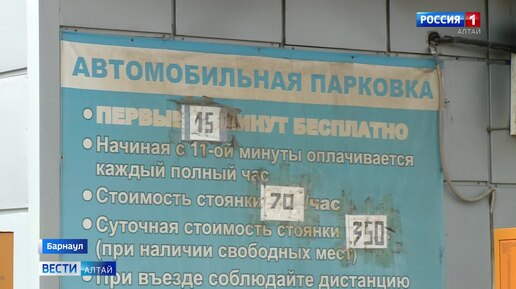 РОССИЯ 1
АЛТАЙ
АВТОМОБИЛЬНАЯ ПАРКОВКА
• ПЕРВЫЕ 15 МИНУТ БЕСПЛАТНО
• Начиная с 11-ой минуты оплачивается
каждый полный час
• Стоимость стоянки 70 /час
• Суточная стоимость стоянки 350
(при наличии свободных мест)
• При въезде соблюдайте дистанцию
Барнаул
ВЕСТИ АЛТАЙ